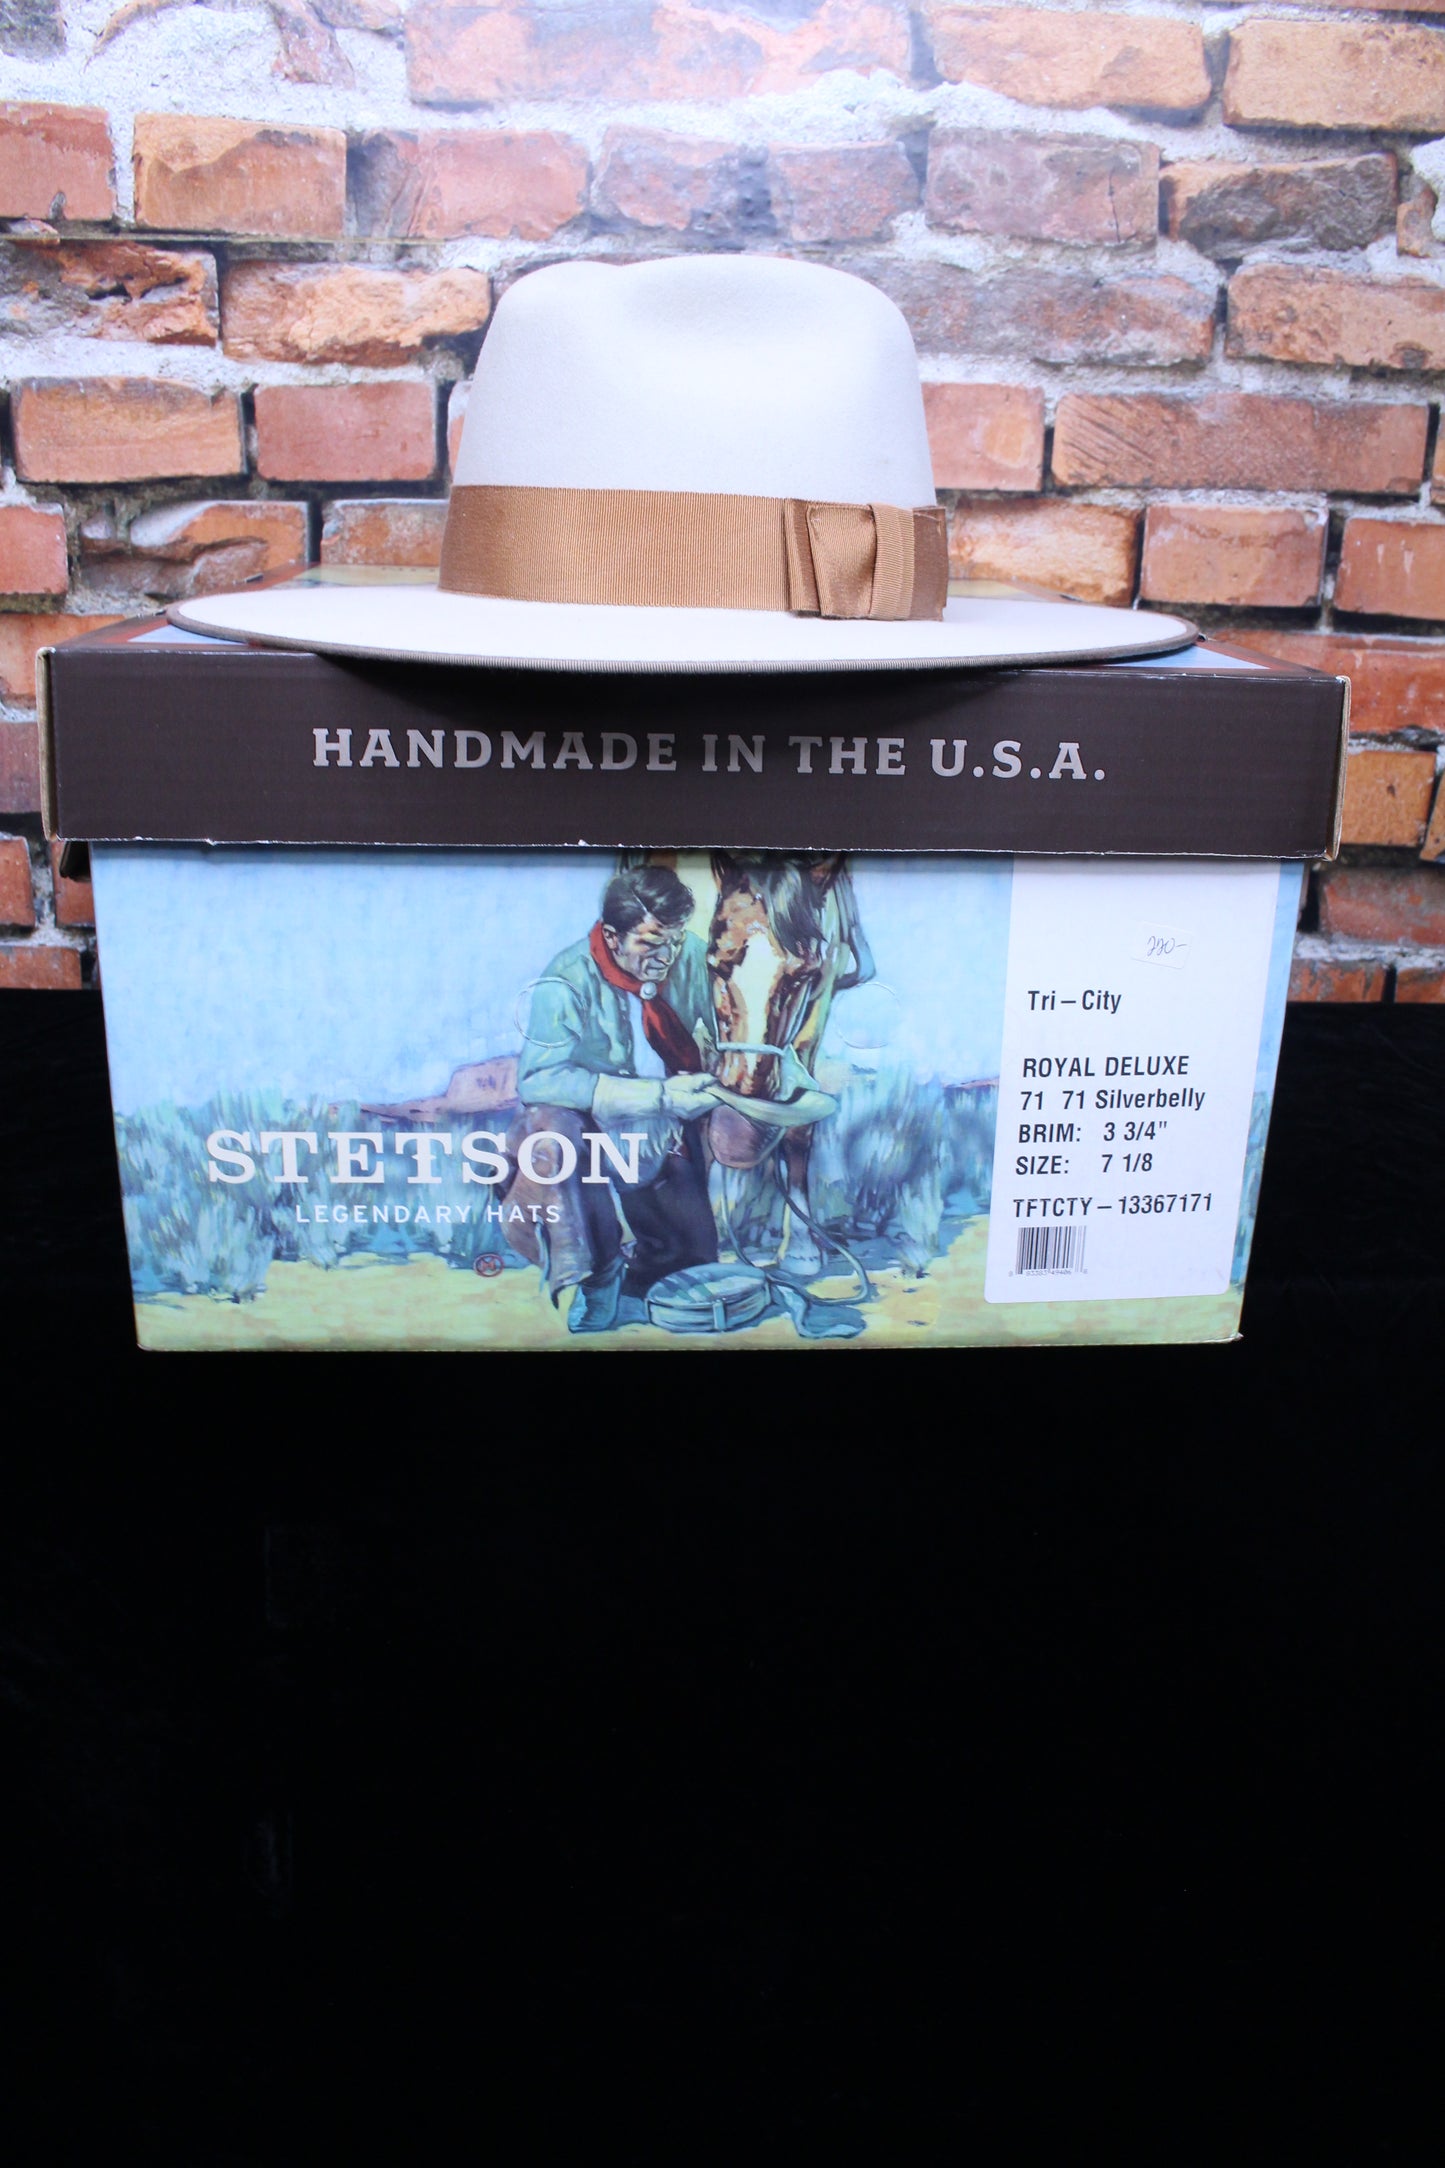 HANDMADE IN THE U.S.A.
220-
Tri – City
ROYAL DELUXE
71 71 Silverbelly
BRIM: 3 3/4"
SIZE: 7 1/8
TFTCTY – 13367171
STETSON
LEGENDARY HATS